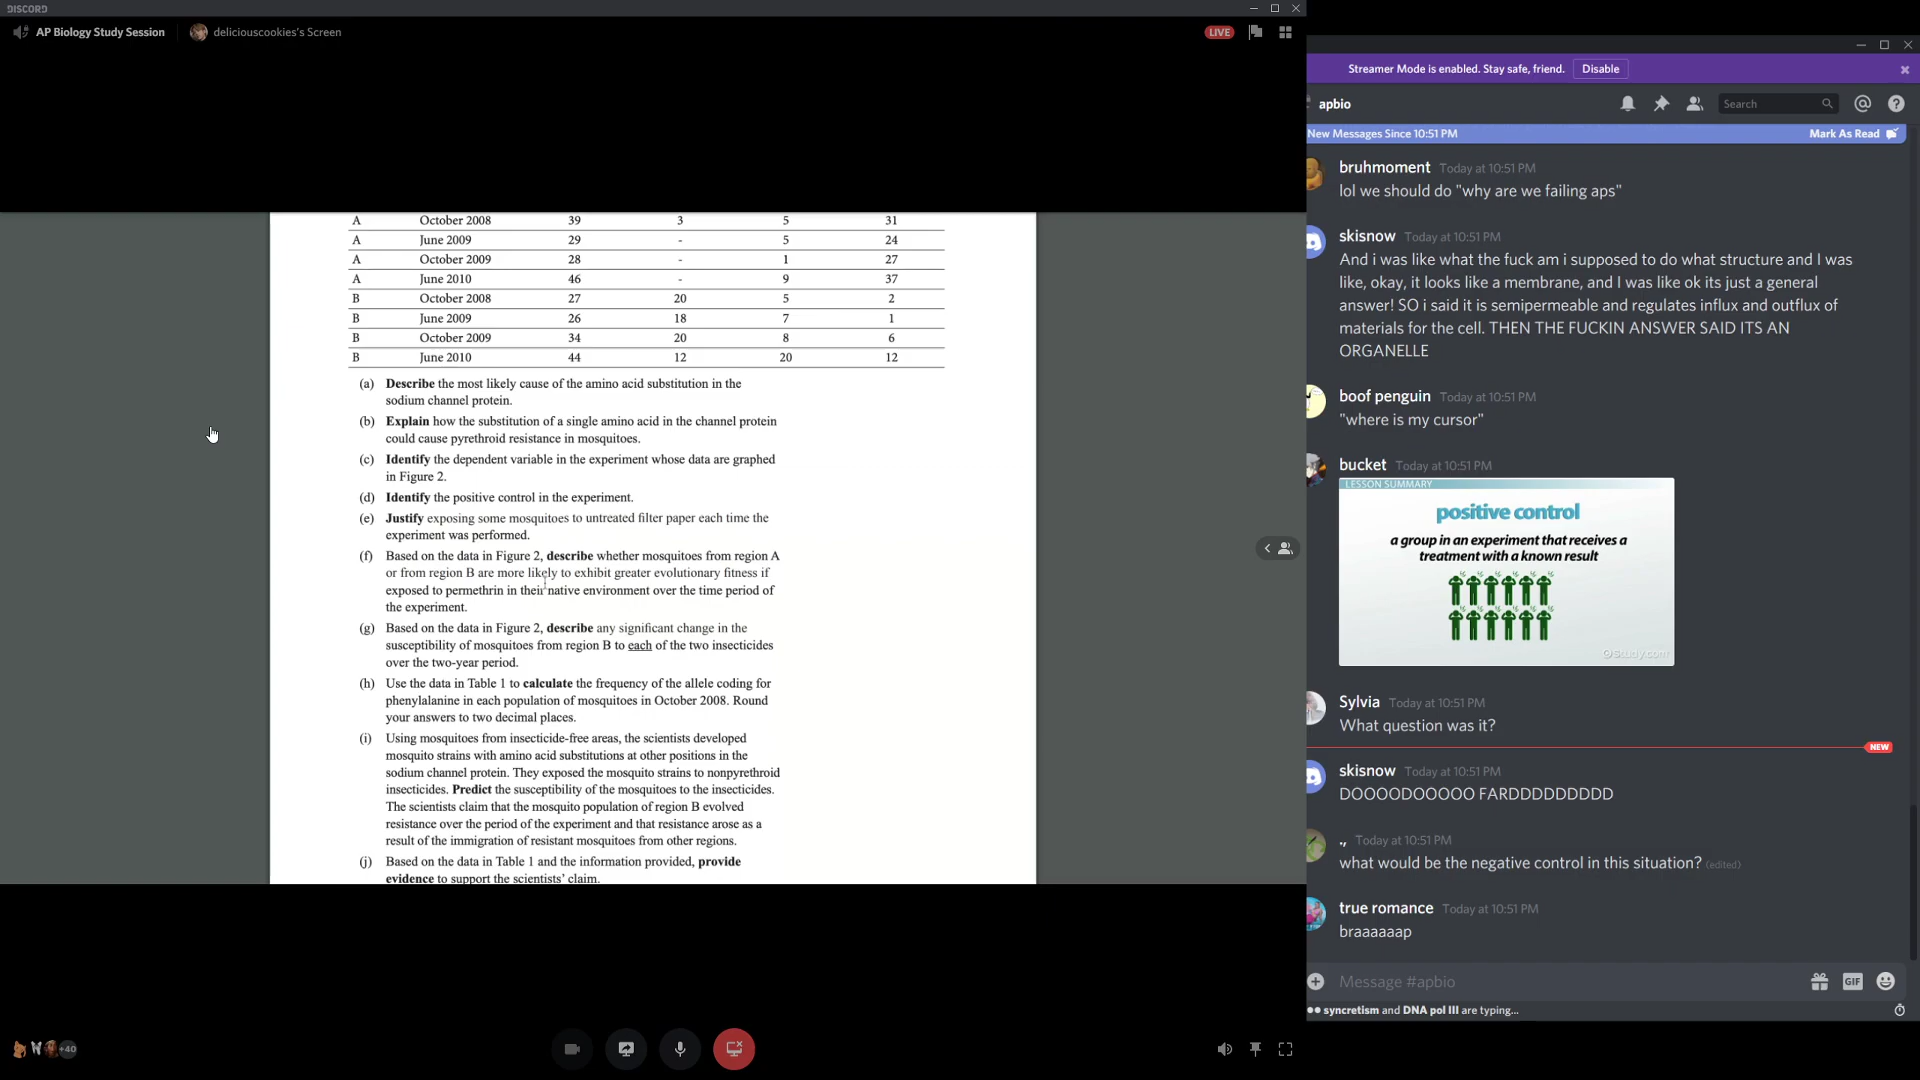 DISCORD
AP Biology Study Session deliciouscookies's Screen LIVE
A October 2008 39 3 5 31
A June 2009 29 - 5 24
A October 2009 28 - 1 27
A June 2010 46 - 9 37
B October 2008 27 20 5 2
B June 2009 26 18 7 1
B October 2009 34 20 8 6
B June 2010 44 12 20 12
(a) Describe the most likely cause of the amino acid substitution in the
sodium channel protein.
(b) Explain how the substitution of a single amino acid in the channel protein
could cause pyrethroid resistance in mosquitoes.
(c) Identify the dependent variable in the experiment whose data are graphed
in Figure 2.
(d) Identify the positive control in the experiment.
(e) Justify exposing some mosquitoes to untreated filter paper each time the
experiment was performed.
(f) Based on the data in Figure 2, describe whether mosquitoes from region A
or from region B are more likely to exhibit greater evolutionary fitness if
exposed to permethrin in their native environment over the time period of
the experiment.
(g) Based on the data in Figure 2, describe any significant change in the
susceptibility of mosquitoes from region B to each of the two insecticides
over the two-year period.
(h) Use the data in Table 1 to calculate the frequency of the allele coding for
phenylalanine in each population of mosquitoes in October 2008. Round
your answers to two decimal places.
(i) Using mosquitoes from insecticide-free areas, the scientists developed
mosquito strains with amino acid substitutions at other positions in the
sodium channel protein. They exposed the mosquito strains to nonpyrethroid
insecticides. Predict the susceptibility of the mosquitoes to the insecticides.
The scientists claim that the mosquito population of region B evolved
resistance over the period of the experiment and that resistance arose as a
result of the immigration of resistant mosquitoes from other regions.
(j) Based on the data in Table 1 and the information provided, provide
evidence to support the scientists' claim.
+40
Streamer Mode is enabled. Stay safe, friend. Disable
apbio Search
New Messages Since 10:51 PM Mark As Read
bruhmoment Today at 10:51 PM
lol we should do "why are we failing aps"
skisnow Today at 10:51 PM
And i was like what the fuck am i supposed to do what structure and I was
like, okay, it looks like a membrane, and I was like ok its just a general
answer! SO i said it is semipermeable and regulates influx and outflux of
materials for the cell. THEN THE FUCKIN ANSWER SAID ITS AN
ORGANELLE
boof penguin Today at 10:51 PM
"where is my cursor"
bucket Today at 10:51 PM
LESSON SUMMARY
positive control
a group in an experiment that receives a
treatment with a known result
Study.com
Sylvia Today at 10:51 PM
What question was it?
NEW
skisnow Today at 10:51 PM
DOOOODOOOOO FARDDDDDDDDD
., Today at 10:51 PM
what would be the negative control in this situation? (edited)
true romance Today at 10:51 PM
braaaaaap
Message #apbio GIF
syncretism and DNA pol III are typing...